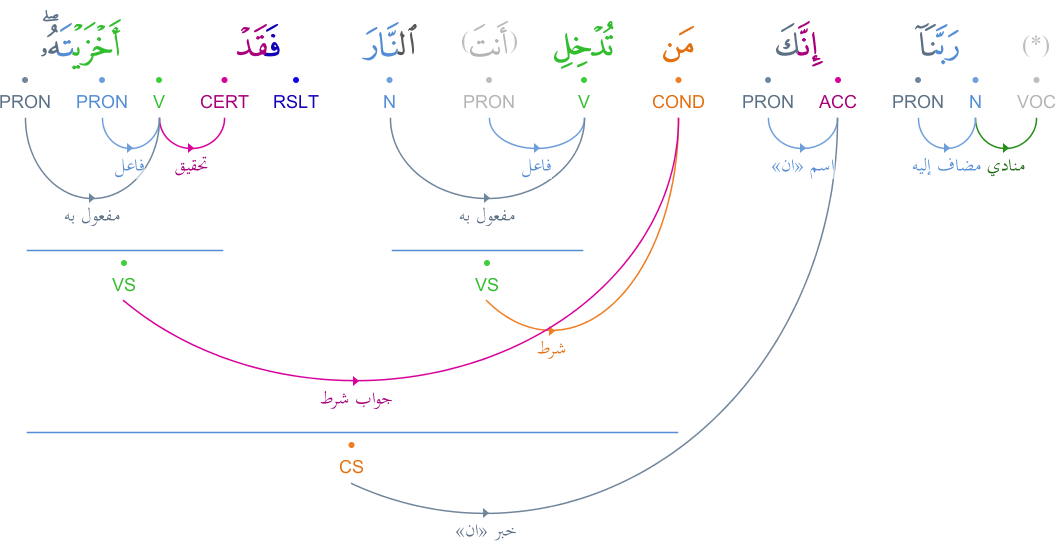 (*) رَبَّنَآ إِنَّكَ مَن تُدْخِلِ (أَنتَ) ٱلنَّارَ فَقَدْ أَخْزَيْتَهُۥ ۖ
VOC N PRON ACC PRON COND V PRON N RSLT CERT V PRON PRON
منادي مضاف إليه اسم «ان» فاعل تحقيق فاعل
مفعول به مفعول به
VS VS
شرط
جواب شرط
CS
خبر «ان»